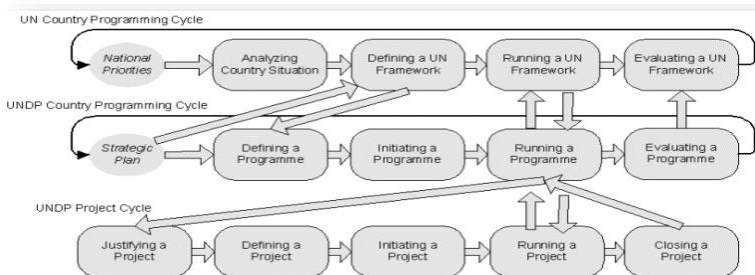 UN Country Programming Cycle
National
Priorities
Analyzing
Country Situation
Defining a UN
Framework
Running a UN
Framework
Evaluating a UN
Framework
UNDP Country Programming Cycle
Strategic
Plan
Defining a
Programme
Initiating a
Programme
Running a
Programme
Evaluating a
Programme
UNDP Project Cycle
Justifying a
Project
Defining a
Project
Initiating a
Project
Running a
Project
Closing a
Project